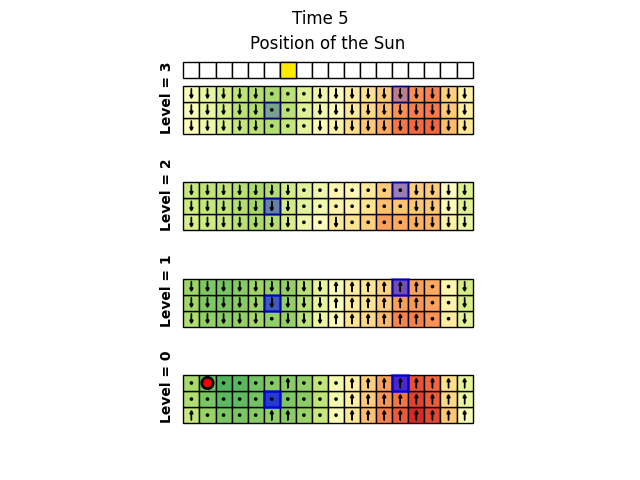 Time 5
Position of the Sun
Level = 3
Level = 2
Level = 1
Level = 0